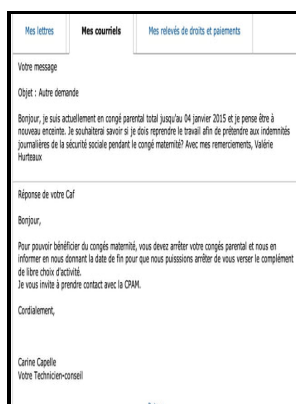 Mes lettres
Mes courriels
Mes relevés de droits et paiements
Votre message
Objet : Autre demande
Bonjour, je suis actuellement en congé parental total jusqu'au 04 janvier 2015 et je pense être à
nouveau enceinte. Je souhaiterai savoir si je dois reprendre le travail afin de prétendre aux indemnités
journalières de la sécurité sociale pendant le congé maternité? Avec mes remerciements, Valérie
Hurteaux
Réponse de votre Caf
Bonjour,
Pour pouvoir bénéficier du congés maternité, vous devez arrêter votre congés parental et nous en
informer en nous donnant la date de fin pour que nous puisssions arrêter de vous verser le complément
de libre choix d'activité.
Je vous invite à prendre contact avec la CPAM.
Cordialement,
Carine Capelle
Votre Technicien-conseil